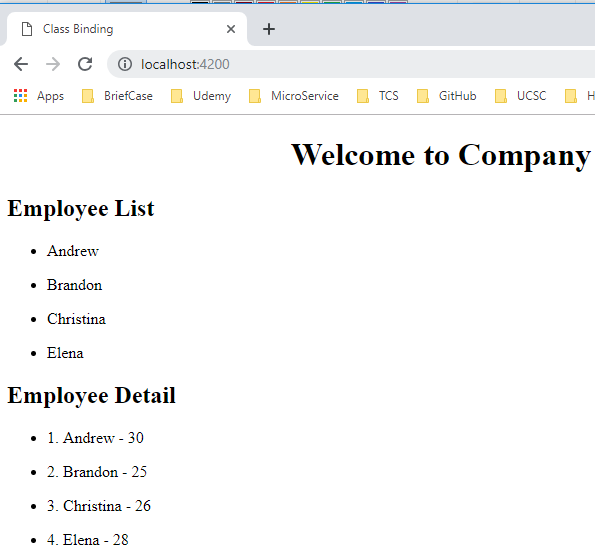 Class Binding
localhost:4200
Apps BriefCase Udemy MicroService TCS GitHub UCSC H
Welcome to Company
Employee List
Andrew
Brandon
Christina
Elena
Employee Detail
1. Andrew - 30
2. Brandon - 25
3. Christina - 26
4. Elena - 28